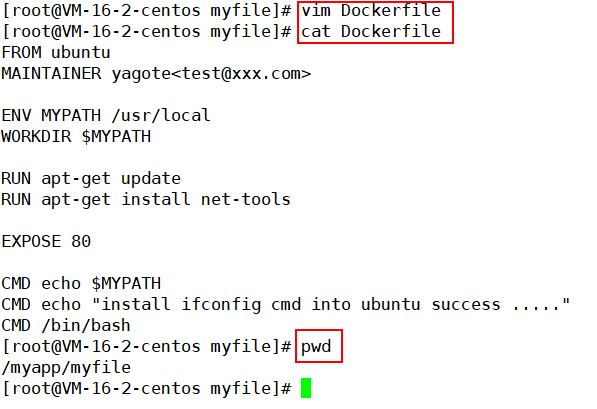 [root@VM-16-2-centos myfile]# vim Dockerfile
[root@VM-16-2-centos myfile]# cat Dockerfile
FROM ubuntu
MAINTAINER yagote<test@xxx.com>
ENV MYPATH /usr/local
WORKDIR $MYPATH
RUN apt-get update
RUN apt-get install net-tools
EXPOSE 80
CMD echo $MYPATH
CMD echo "install ifconfig cmd into ubuntu success ....."
CMD /bin/bash
[root@VM-16-2-centos myfile]# pwd
/myapp/myfile
[root@VM-16-2-centos myfile]#